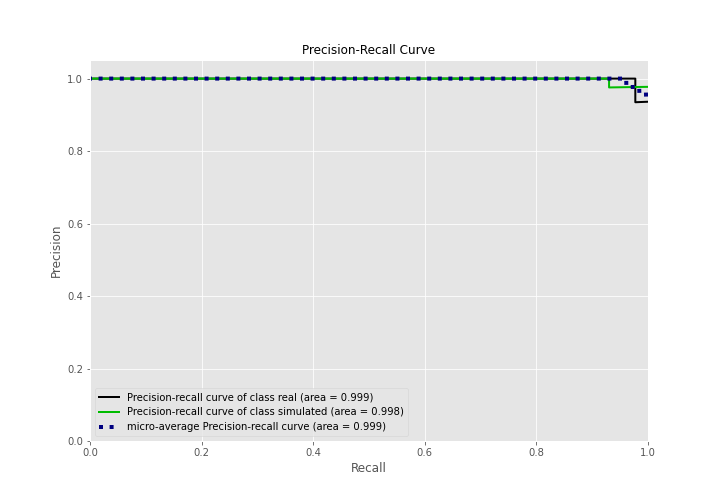 Precision-Recall Curve
1.0
0.8
0.6
0.4
0.2
0.0
Precision
Precision-recall curve of class real (area = 0.999)
Precision-recall curve of class simulated (area = 0.998)
micro-average Precision-recall curve (area = 0.999)
0.0 0.2 0.4 0.6 0.8 1.0
Recall